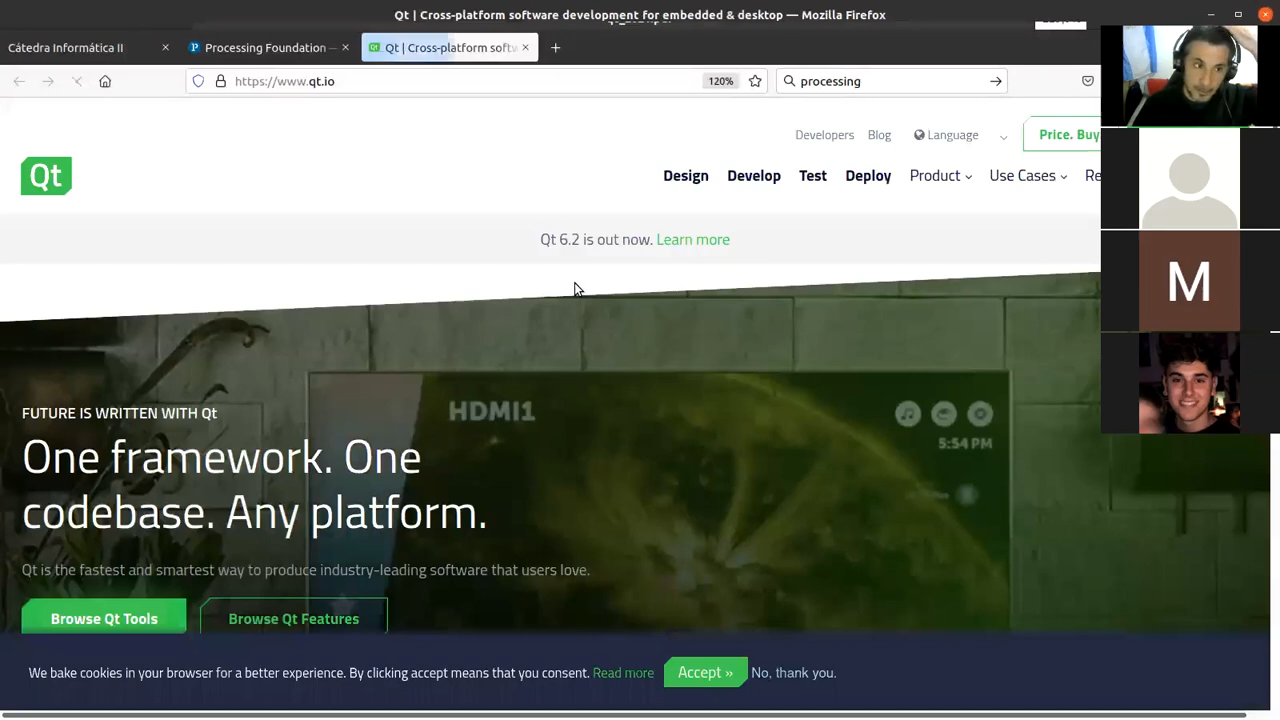 Qt | Cross-platform software development for embedded & desktop — Mozilla Firefox
Cátedra Informática II
Processing Foundation —
Qt | Cross-platform softw
https://www.qt.io
120%
processing
Developers
Blog
Language
Price. Buy
Qt
Design
Develop
Test
Deploy
Product
Use Cases
Re
Qt 6.2 is out now. Learn more
HDMI1
5:54 PM
FUTURE IS WRITTEN WITH Qt
One framework. One
codebase. Any platform.
Qt is the fastest and smartest way to produce industry-leading software that users love.
Browse Qt Tools
Browse Qt Features
We bake cookies in your browser for a better experience. By clicking accept means that you consent. Read more
Accept »
No, thank you.
M